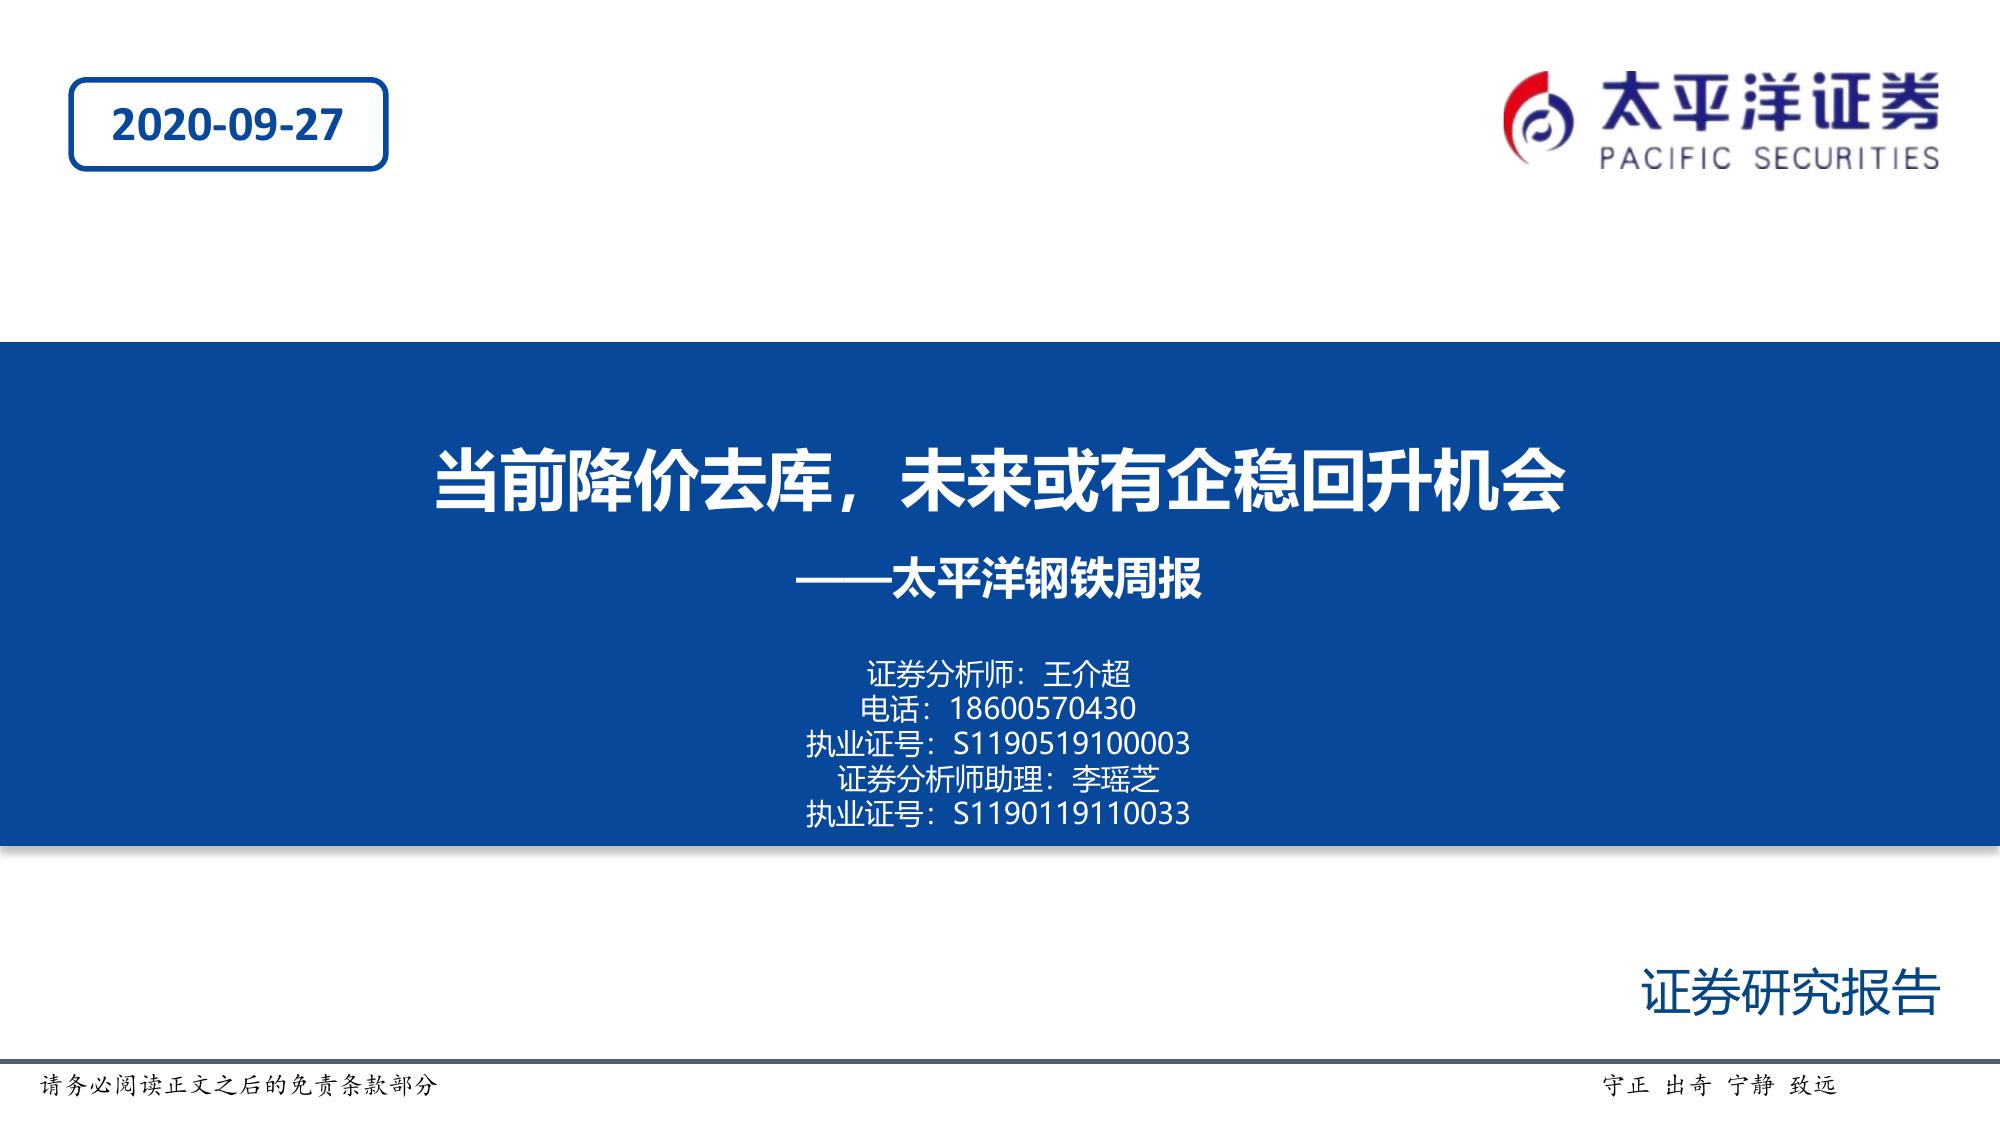 2020-09-27
太平洋证券
PACIFIC SECURITIES
当前降价去库，未来或有企稳回升机会
——太平洋钢铁周报
证券分析师：王介超
电话：18600570430
执业证号：S1190519100003
证券分析师助理：李瑶芝
执业证号：S1190119110033
证券研究报告
请务必阅读正文之后的免责条款部分
守正 出奇 宁静 致远